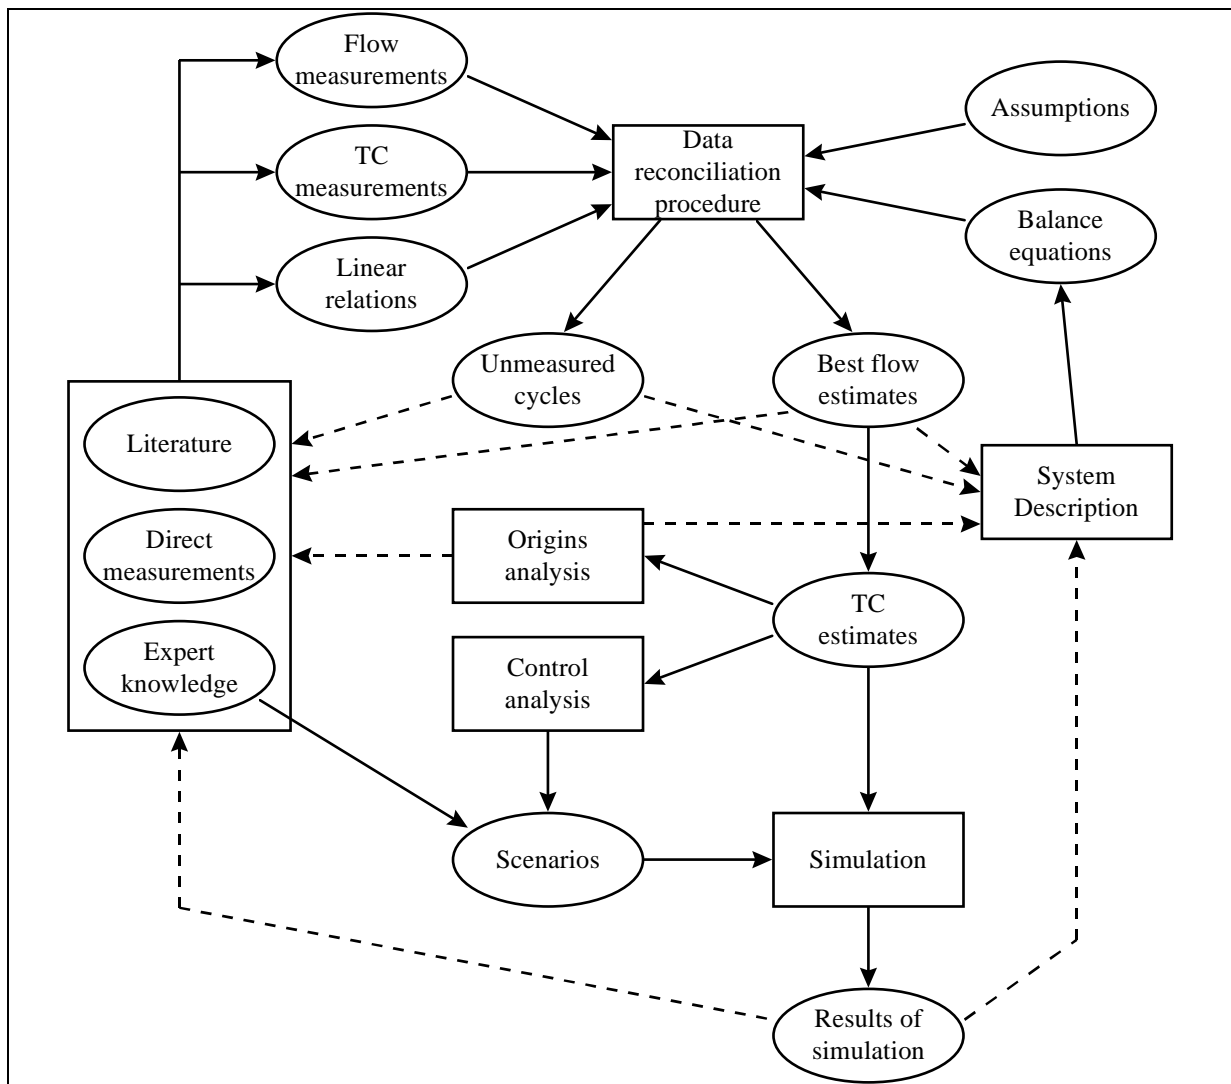 Flow
measurements
Assumptions
Data
reconciliation
procedure
TC
measurements
Balance
equations
Linear
relations
Unmeasured
cycles
Best flow
estimates
Literature
System
Description
Direct
measurements
Origins
analysis
TC
estimates
Expert
knowledge
Control
analysis
Scenarios
Simulation
Results of
simulation